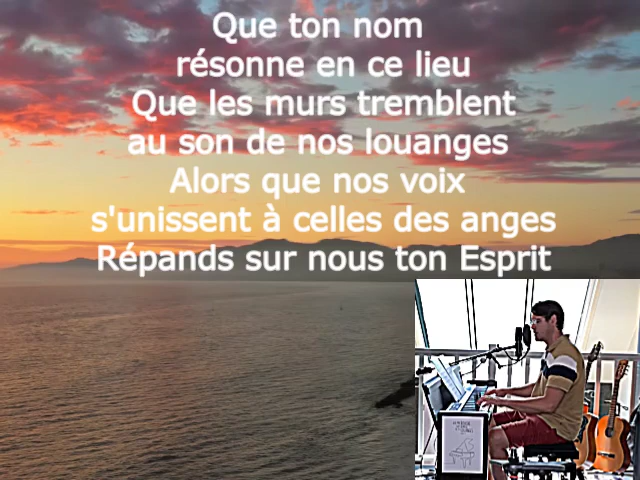 Que ton nom
résonne en ce lieu
Que les murs tremblent
au son de nos louanges
Alors que nos voix
s'unissent à celles des anges
Répands sur nous ton Esprit